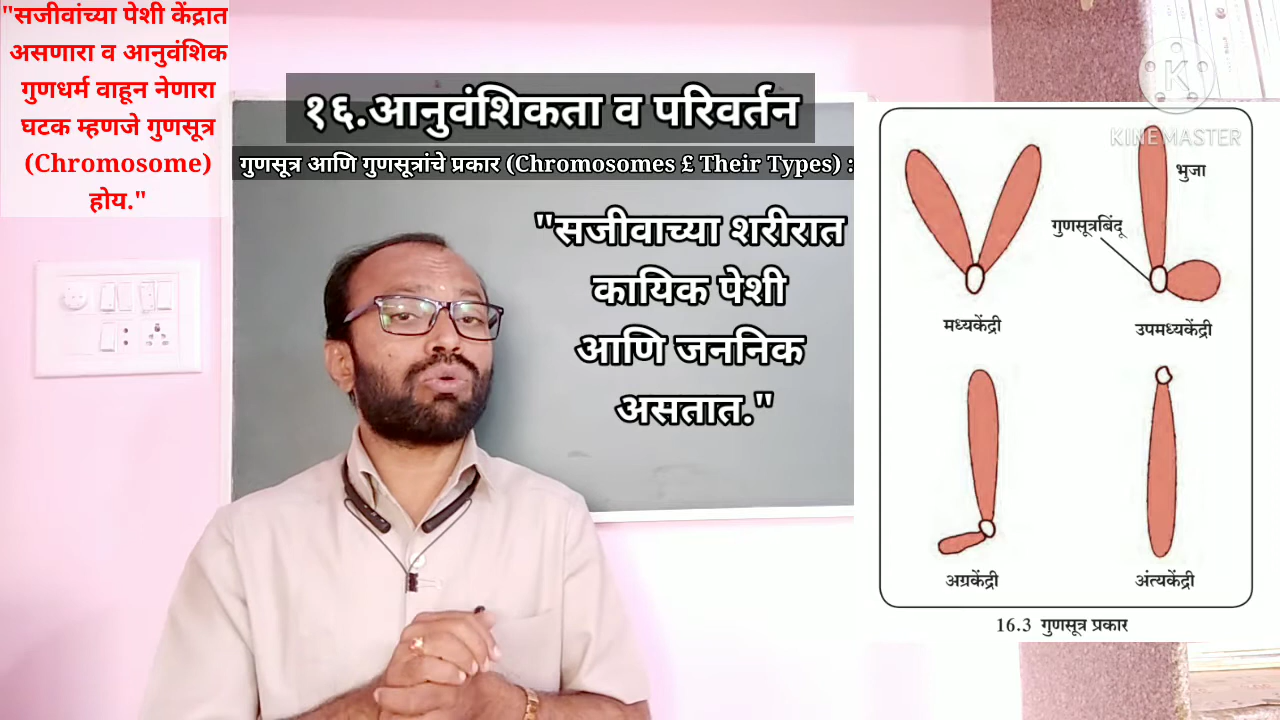 "सजीवांच्या पेशी केंद्रात
असणारा व आनुवंशिक
गुणधर्म वाहून नेणारा
घटक म्हणजे गुणसूत्र
(Chromosome)
होय."
१६.आनुवंशिकता व परिवर्तन
गुणसूत्र आणि गुणसूत्रांचे प्रकार (Chromosomes £ Their Types) :
"सजीवाच्या शरीरात
कायिक पेशी
आणि जननिक
असतात."
K
KINEMASTER
भुजा
गुणसूत्रबिंदू
मध्यकेंद्री
उपमध्यकेंद्री
अग्रकेंद्री
अंत्यकेंद्री
16.3 गुणसूत्र प्रकार